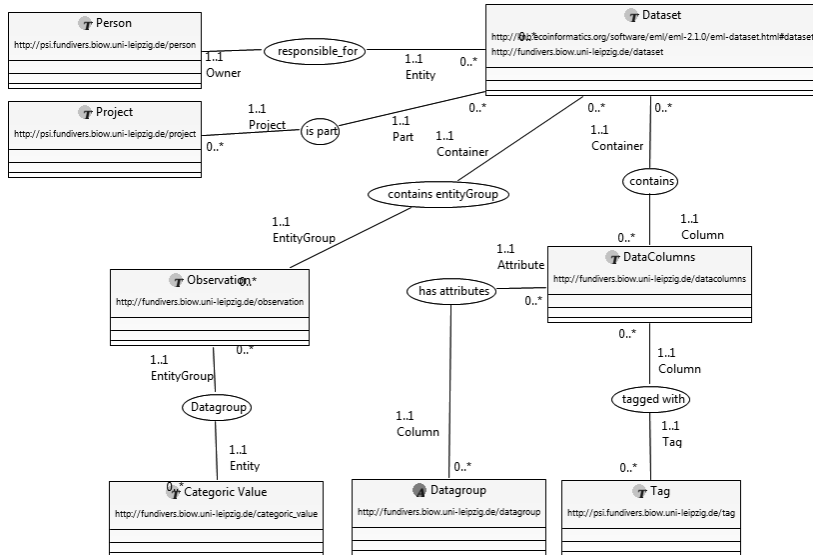 T Person
http://psi.fundivers.biow.uni-leipzig.de/person
T Dataset
ecoinformatics.org/software/eml/eml-2.1.0/eml-dataset.html#dataset
0..*
http://fundivers.biow.uni-leipzig.de/dataset
responsible_for
1..1
Owner
1..1
Entity
0..*
T Project
http://psi.fundivers.biow.uni-leipzig.de/project
1..1
Project
0..*
is part
1..1
Part
0..*
1..1
Container
0..*
1..1
Container
0..*
contains entityGroup
contains
1..1
EntityGroup
1..1
Column
0..*
1..1
Attribute
0..*
T Observation
0..*
http://fundivers.biow.uni-leipzig.de/observation
has attributes
T DataColumns
http://fundivers.biow.uni-leipzig.de/datacolumns
0..*
1..1
EntityGroup
0..*
1..1
Column
Datagroup
tagged with
1..1
Column
1..1
Tag
1..1
Entity
0..*
0..*
0..*
T Categoric Value
http://fundivers.biow.uni-leipzig.de/categoric_value
A Datagroup
http://fundivers.biow.uni-leipzig.de/datagroup
T Tag
http://psi.fundivers.biow.uni-leipzig.de/tag